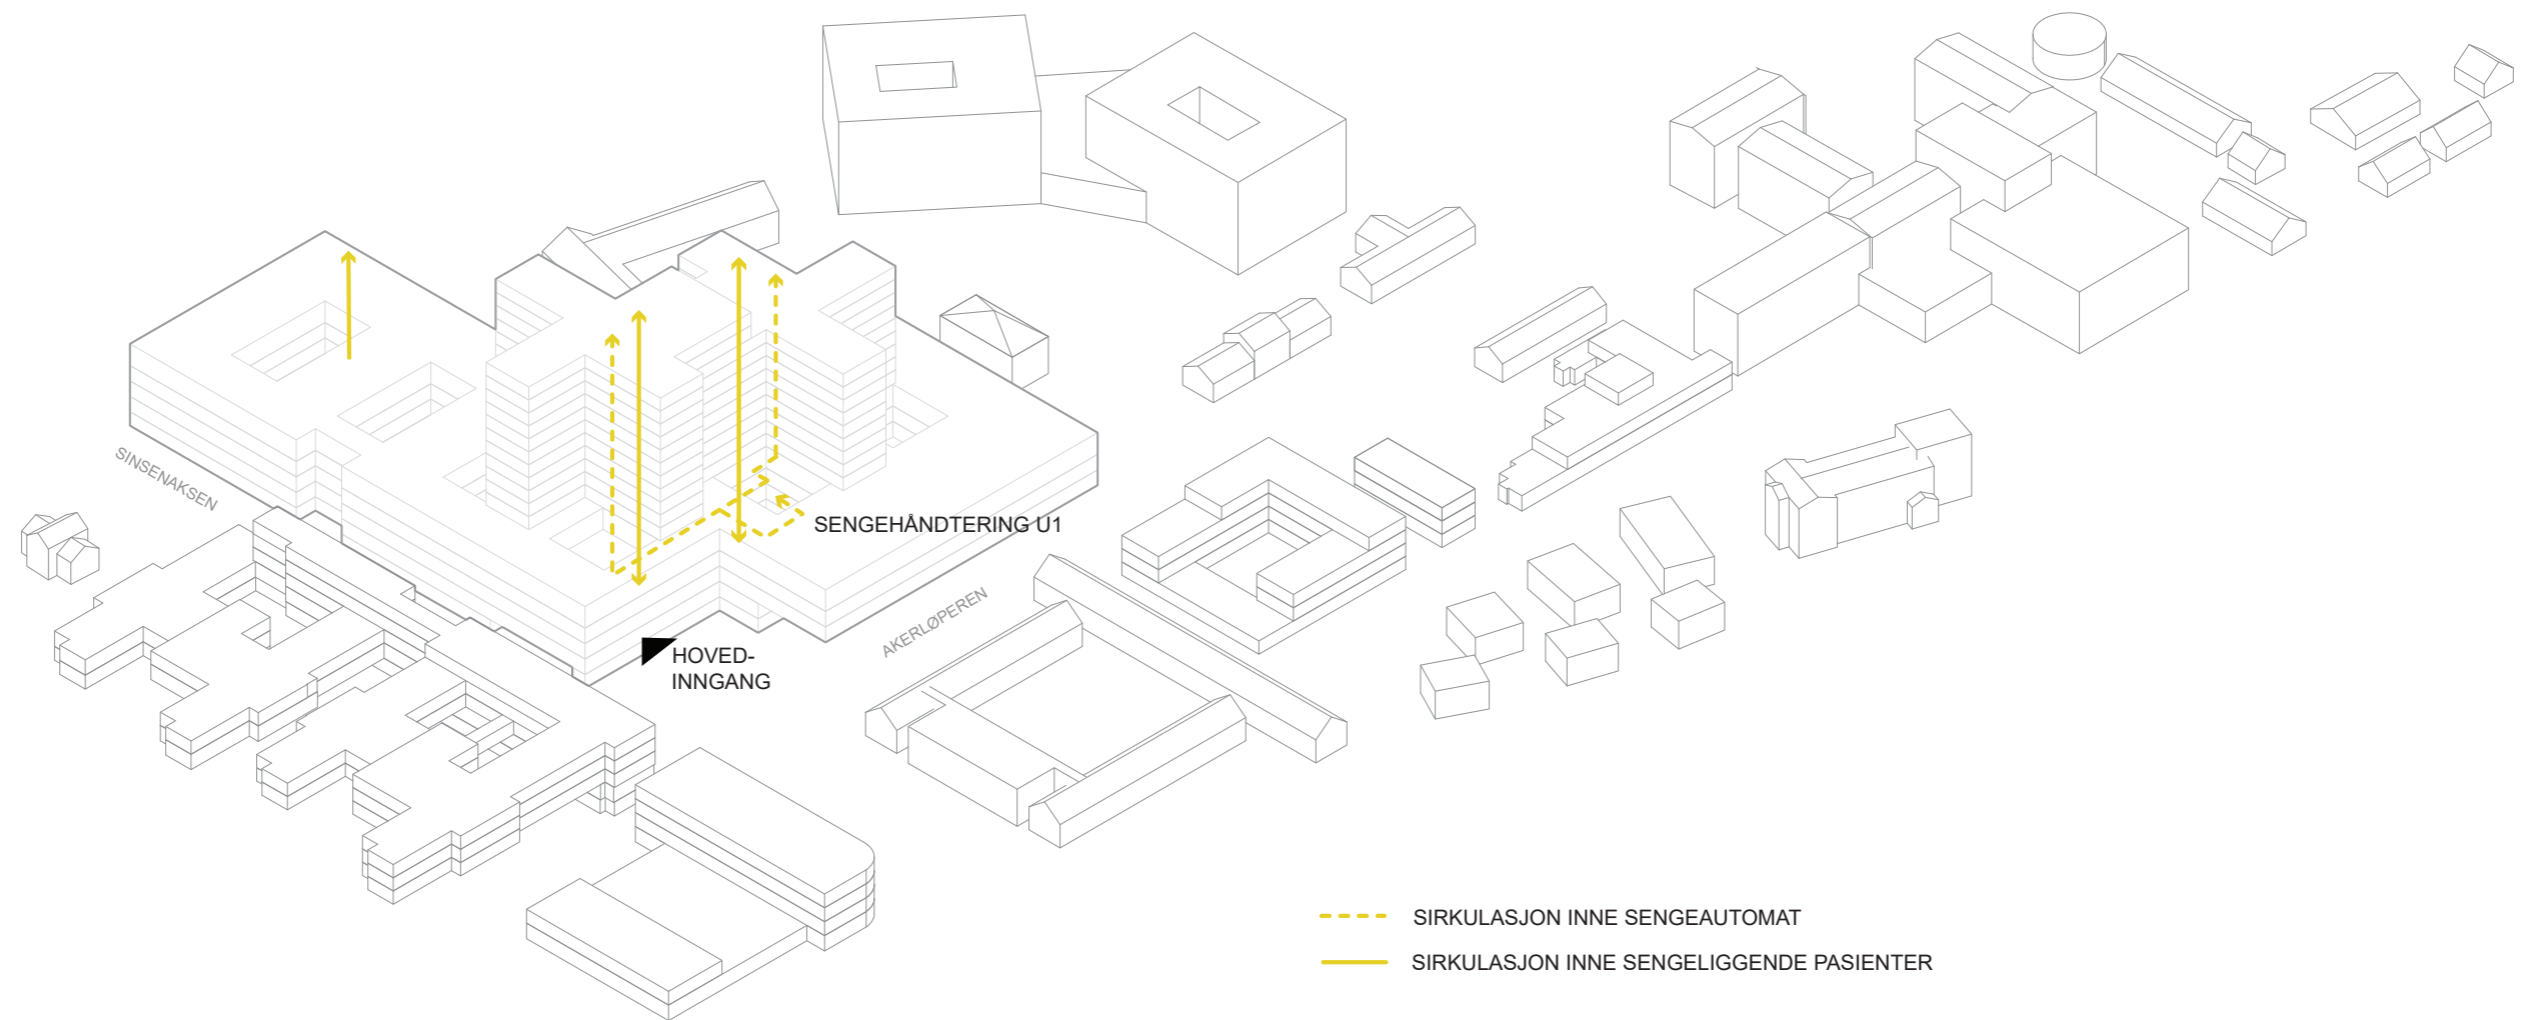 SINSENAKSEN
SENGEHÅNDTERING U1
AKERLØPEREN
HOVED-
INNGANG
SIRKULASJON INNE SENGEAUTOMAT
SIRKULASJON INNE SENGELIGGENDE PASIENTER